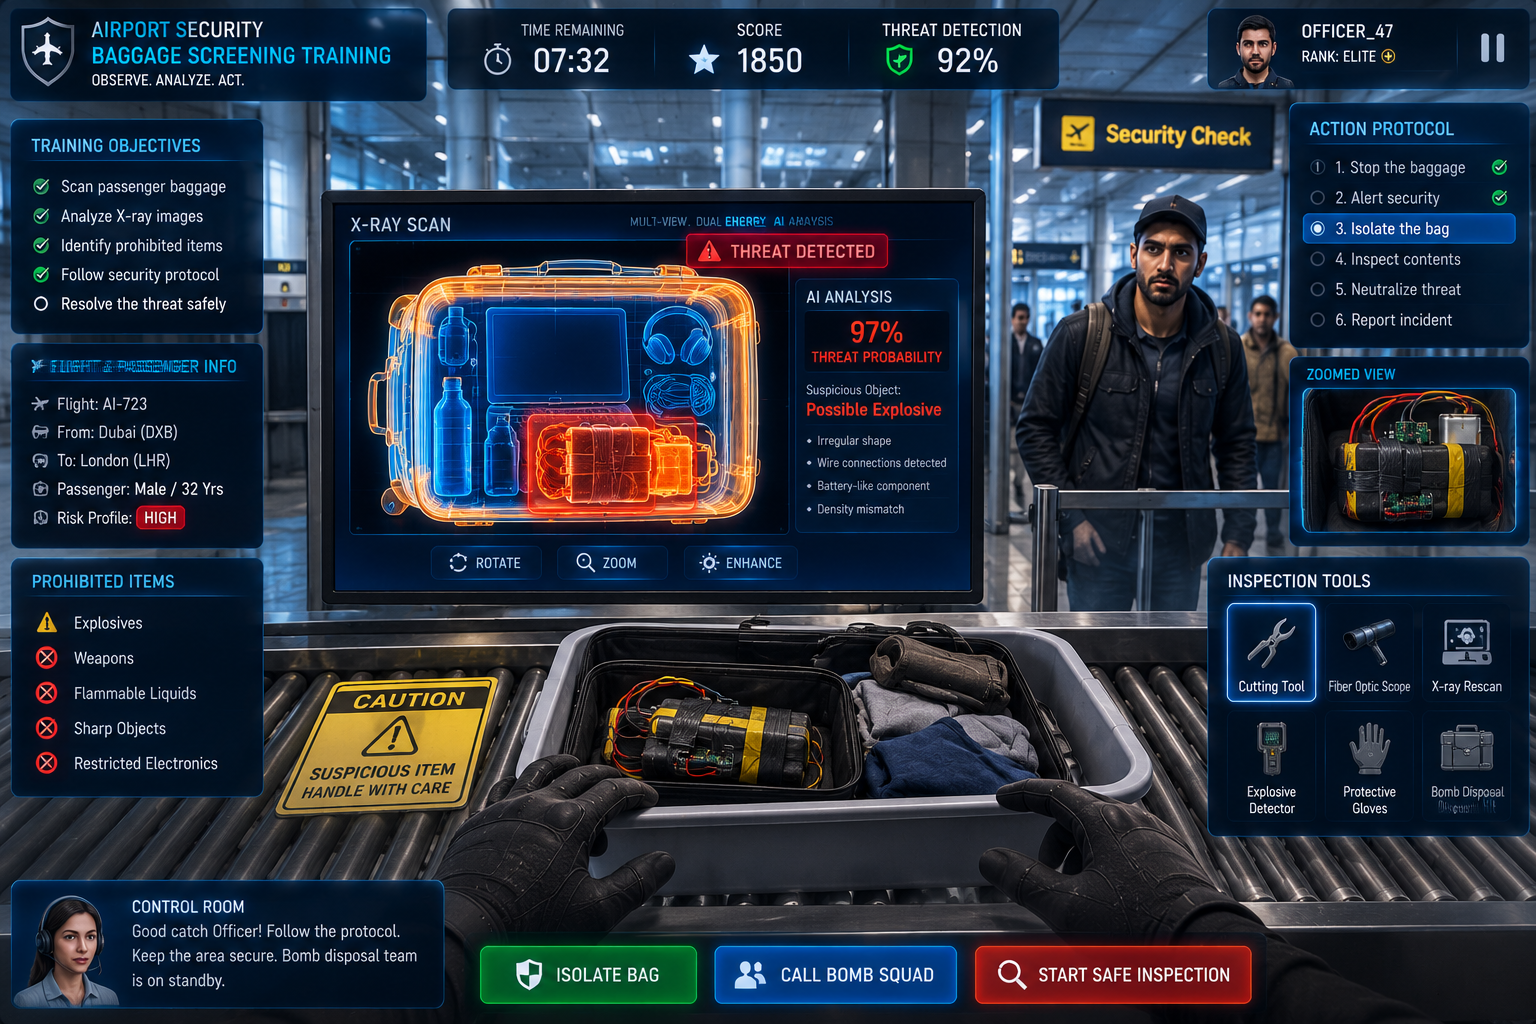 AIRPORT SECURITY
BAGGAGE SCREENING TRAINING
OBSERVE. ANALYZE. ACT.
TIME REMAINING
07:32
SCORE
1850
THREAT DETECTION
92%
OFFICER_47
RANK: ELITE
TRAINING OBJECTIVES
Scan passenger baggage
Analyze X-ray images
Identify prohibited items
Follow security protocol
Resolve the threat safely
FLIGHT & PASSENGER INFO
Flight: AI-723
From: Dubai (DXB)
To: London (LHR)
Passenger: Male / 32 Yrs
Risk Profile: HIGH
PROHIBITED ITEMS
Explosives
Weapons
Flammable Liquids
Sharp Objects
Restricted Electronics
X-RAY SCAN
MULT-VIEW, DUAL ENERGY AI ANALYSIS
THREAT DETECTED
AI ANALYSIS
97%
THREAT PROBABILITY
Suspicious Object:
Possible Explosive
• Irregular shape
• Wire connections detected
• Battery-like component
• Density mismatch
ROTATE
ZOOM
ENHANCE
Security Check
ACTION PROTOCOL
1. Stop the baggage
2. Alert security
3. Isolate the bag
4. Inspect contents
5. Neutralize threat
6. Report incident
ZOOMED VIEW
INSPECTION TOOLS
Cutting Tool
Fiber Optic Scope
X-ray Rescan
Explosive
Detector
Protective
Gloves
Bomb Disposal
CAUTION
SUSPICIOUS ITEM
HANDLE WITH CARE
CONTROL ROOM
Good catch Officer! Follow the protocol.
Keep the area secure. Bomb disposal team
is on standby.
ISOLATE BAG
CALL BOMB SQUAD
START SAFE INSPECTION